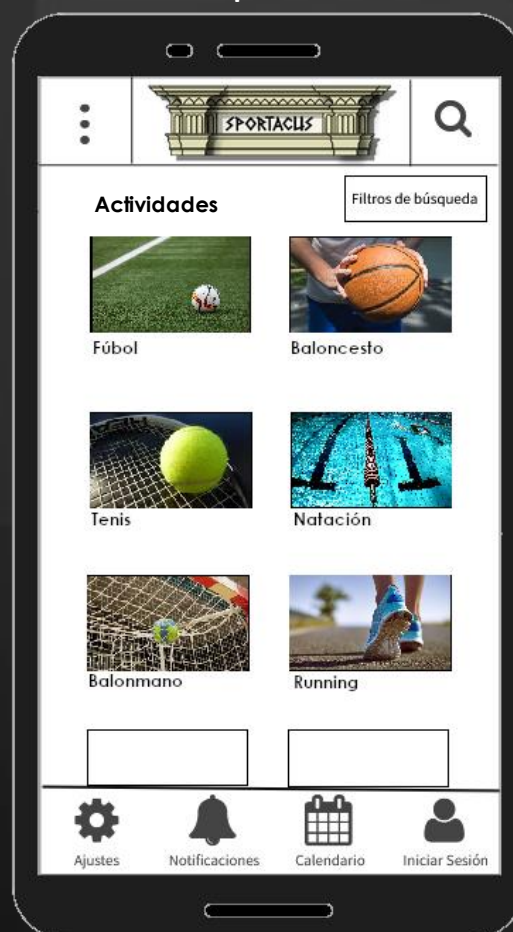 SPORTACUS
Actividades
Filtros de búsqueda
Fúbol
Baloncesto
Tenis
Natación
Balonmano
Running
Ajustes
Notificaciones
Calendario
Iniciar Sesión